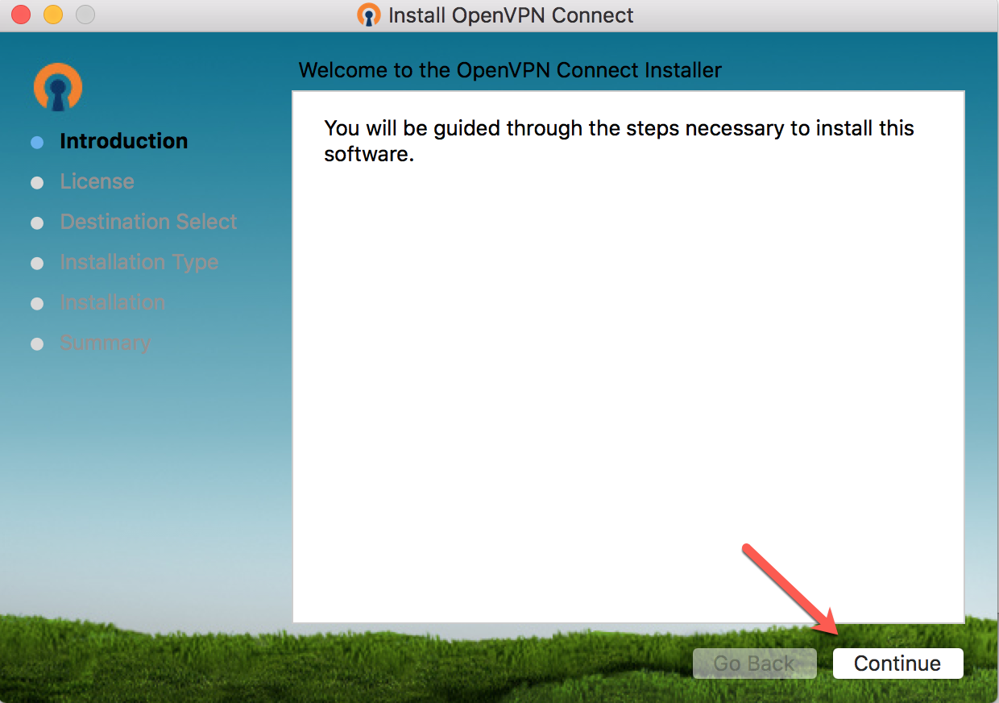 Install OpenVPN Connect
Welcome to the OpenVPN Connect Installer
Introduction
License
Destination Select
Installation Type
Installation
Summary
You will be guided through the steps necessary to install this
software.
Go Back
Continue